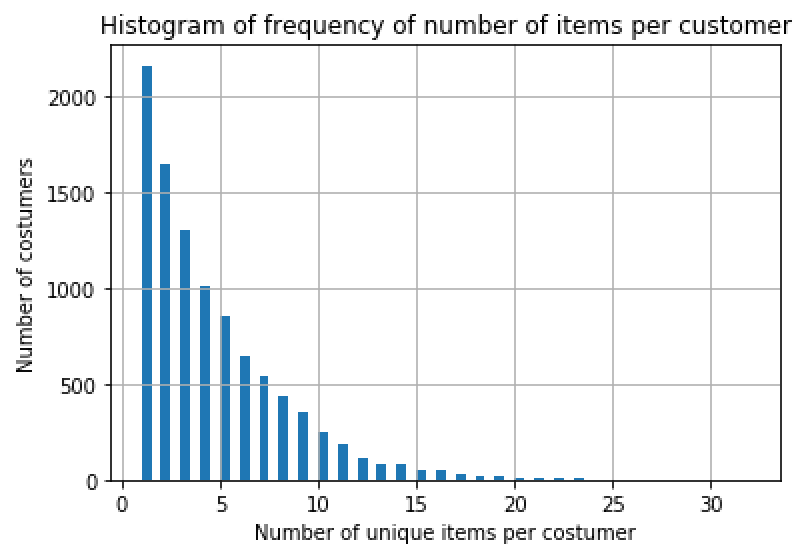 Histogram of frequency of number of items per customer
Number of costumers
2000
1500
1000
500
0
0 5 10 15 20 25 30
Number of unique items per costumer